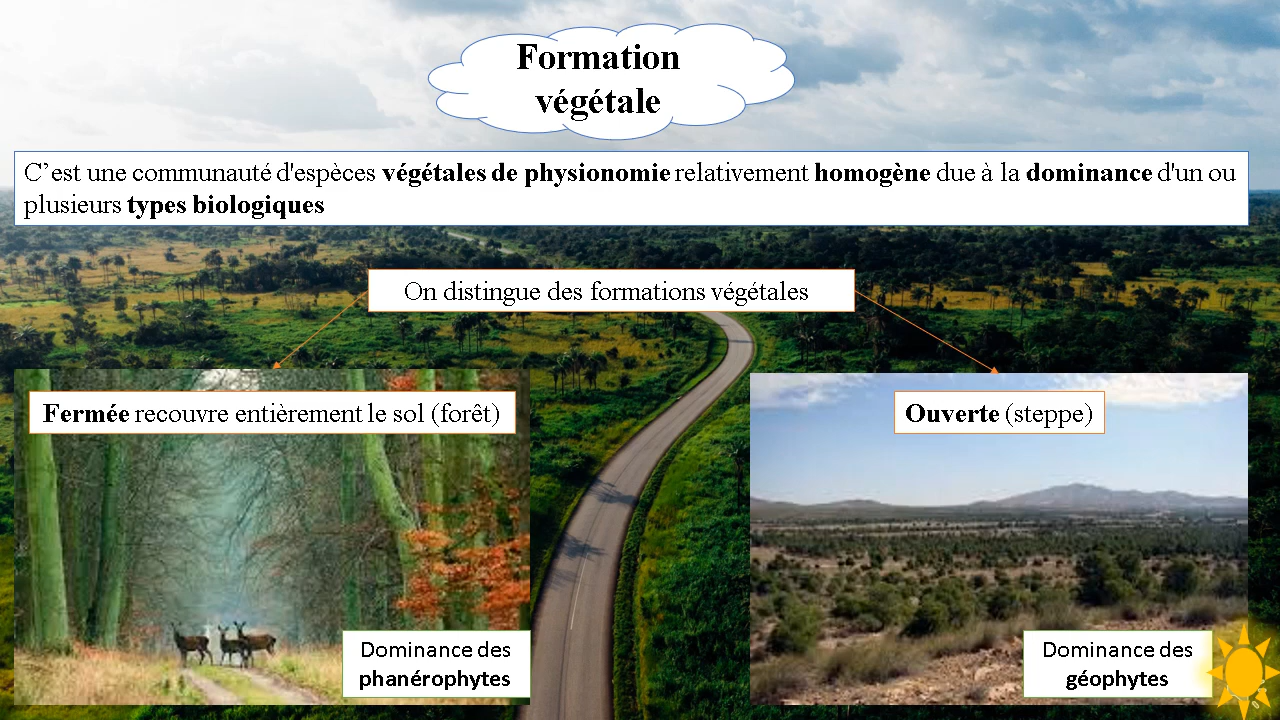 Formation
végétale
C’est une communauté d'espèces végétales de physionomie relativement homogène due à la dominance d'un ou
plusieurs types biologiques
On distingue des formations végétales
Fermée recouvre entièrement le sol (forêt)
Ouverte (steppe)
Dominance des
phanérophytes
Dominance des
géophytes